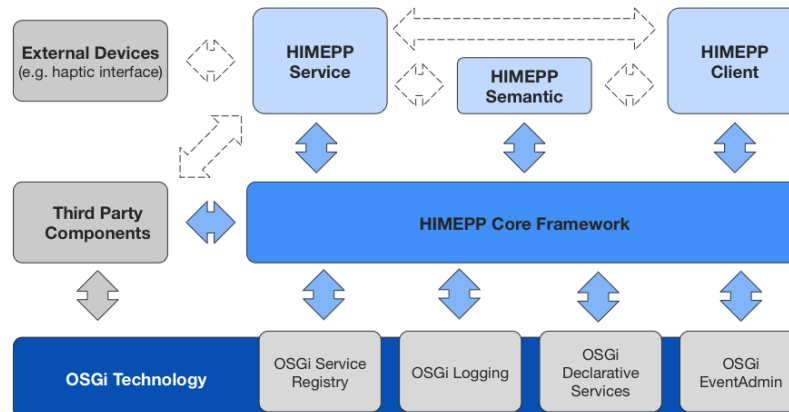 External Devices
(e.g. haptic interface)
HIMEPP
Service
HIMEPP
Semantic
HIMEPP
Client
Third Party
Components
HIMEPP Core Framework
OSGi Technology
OSGi Service
Registry
OSGi Logging
OSGi
Declarative
Services
OSGi
EventAdmin